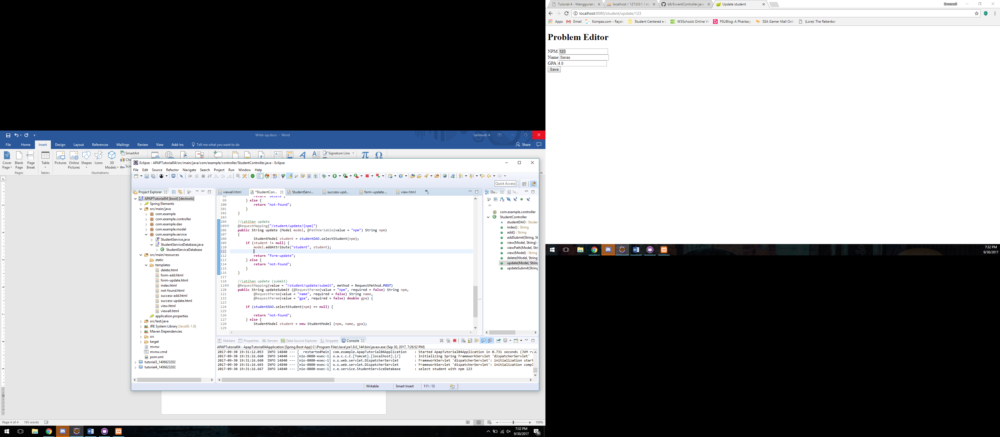 Write-up.docx - Word
Saraswati A
File Home Insert Design Layout References Mailings Review View Add-ins Tell me what you want to do Share
Cover Page
Blank Page
Page Break
Table
Pictures
Online Pictures
Shapes
Icons
3D Models
SmartArt
Signature Line
Pages Tables Illustrations
Eclipse - APAPTutorial04/src/main/java/com/example/controller/StudentController.java - Eclipse
File Edit Source Refactor Navigate Search Project Run Window Help
Quick Access
Project Explorer
APAPTutorial04 [boot] [devtools]
Spring Elements
src/main/java
com.example
com.example.controller
com.example.dao
com.example.model
com.example.service
StudentService.java
StudentServiceDatabase.java
StudentServiceDatabase
src/main/resources
static
templates
delete.html
form-add.html
form-update.html
index.html
not-found.html
success-add.html
success-update.html
view.html
viewall.html
application.properties
src/test/java
JRE System Library [JavaSE-1.8]
Maven Dependencies
src
target
mvnw
mvnw.cmd
pom.xml
tutorial3_1406623202
tutorial4_1406623202
viewall.html *StudentCon... StudentServi... success-upd... form-update.... view.html
98 return "delete";
99 } else {
100 return "not-found";
101 }
102 }
103
104 //Latihan update
105 @RequestMapping("/student/update/{npm}")
106 public String update (Model model, @PathVariable(value = "npm") String npm)
107 {
108 StudentModel student = studentDAO.selectStudent(npm);
109 if (student != null) {
110 model.addAttribute("student", student);
111
112 return "form-update";
113 } else {
114 return "not-found";
115 }
116 }
117
118 //Latihan update (submit)
119 @RequestMapping(value = "/student/update/submit", method = RequestMethod.POST)
120 public String updateSubmit (@RequestParam(value = "npm", required = false) String npm,
121 @RequestParam(value = "name", required = false) String name,
122 @RequestParam(value = "gpa", required = false) double gpa) {
123
124 if (studentDAO.selectStudent(npm) == null) {
125
126 return "not-found";
127 } else {
128 StudentModel student = new StudentModel (npm, name, gpa);
129
Ou... Ta...
com.example.controller
StudentController
studentDAO : Studer
index() : String
add() : String
addSubmit(String, St
view(Model, String) :
viewPath(Model, Stri
view(Model) : String
delete(Model, String
update(Model, String
updateSubmit(String
Markers Properties Servers Data Source Explorer Snippets Console
APAPTutorial04 - ApapTutorial04Application [Spring Boot App] C:\Program Files\Java\jre1.8.0_144\bin\javaw.exe (Sep 30, 2017, 7:26:52 PM)
2017-09-30 19:31:12.053 INFO 14840 --- [ restartedMain] com.example.ApapTutorial04Application : Started ApapTutorial04Application in 0.731 seconds (JVM ru
2017-09-30 19:31:16.660 INFO 14840 --- [nio-8080-exec-1] o.a.c.c.C.[Tomcat].[localhost].[/] : Initializing Spring FrameworkServlet 'dispatcherServlet'
2017-09-30 19:31:16.660 INFO 14840 --- [nio-8080-exec-1] o.s.web.servlet.DispatcherServlet : FrameworkServlet 'dispatcherServlet': initialization start
2017-09-30 19:31:16.665 INFO 14840 --- [nio-8080-exec-1] o.s.web.servlet.DispatcherServlet : FrameworkServlet 'dispatcherServlet': initialization compl
2017-09-30 19:31:16.667 INFO 14840 --- [nio-8080-exec-1] c.e.service.StudentServiceDatabase : select student with npm 123
Writable Smart Insert 111 : 13
Page 4 of 4 195 words
100%
7:32 PM
9/30/2017
16
Tutorial 4 - Menggunaka localhost / 127.0.0.1 / stu b8/EvventController.java Update student
Saraswati
localhost:8080/student/update/123
Apps Gmail Kompas.com - Rayak Student Centered e-L W3Schools Online W PSUBlog: A Phantasy SEA Gamer Mall Onli (Lore): The Rekenber
Problem Editor
NPM 123
Name Saras
GPA 4.0
Save
7:32 PM
9/30/2017